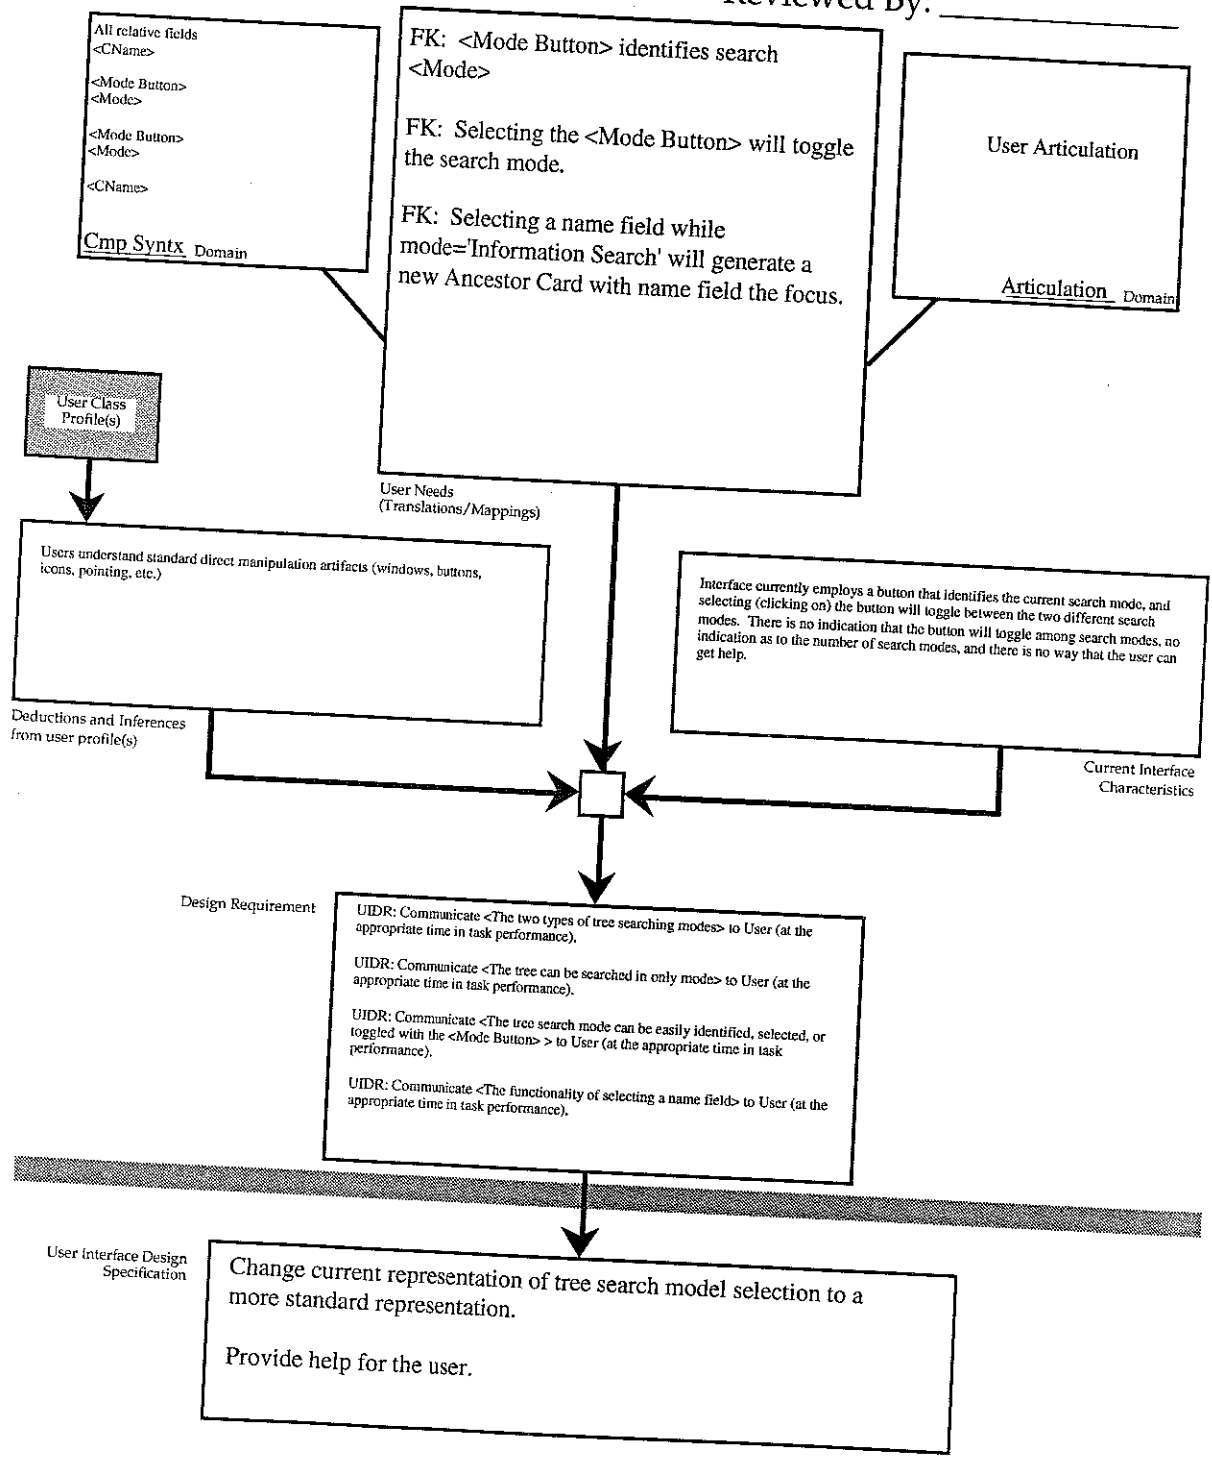 Reviewed By:
All relative fields
<CName>
<Mode Button>
<Mode>
<Mode Button>
<Mode>
<CName>
Cmp Syntx Domain
FK: <Mode Button> identifies search
<Mode>
FK: Selecting the <Mode Button> will toggle
the search mode.
FK: Selecting a name field while
mode='Information Search' will generate a
new Ancestor Card with name field the focus.
User Articulation
Articulation Domain
User Class
Profile(s)
User Needs
(Translations/Mappings)
Users understand standard direct manipulation artifacts (windows, buttons,
icons, pointing, etc.)
Deductions and Inferences
from user profile(s)
Interface currently employs a button that identifies the current search mode, and
selecting (clicking on) the button will toggle between the two different search
modes. There is no indication that the button will toggle among search modes, no
indication as to the number of search modes, and there is no way that the user can
get help.
Current Interface
Characteristics
Design Requirement
UIDR: Communicate <The two types of tree searching modes> to User (at the
appropriate time in task performance).
UIDR: Communicate <The tree can be searched in only mode> to User (at the
appropriate time in task performance).
UIDR: Communicate <The tree search mode can be easily identified, selected, or
toggled with the <Mode Button> > to User (at the appropriate time in task
performance).
UIDR: Communicate <The functionality of selecting a name field> to User (at the
appropriate time in task performance).
User Interface Design
Specification
Change current representation of tree search model selection to a
more standard representation.
Provide help for the user.